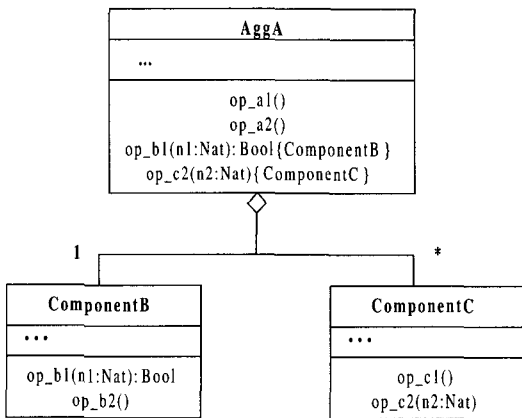 AggA
...
op_a1()
op_a2()
op_b1(n1:Nat):Bool{ComponentB}
op_c2(n2:Nat){ComponentC}
1
*
ComponentB
...
op_b1(n1:Nat):Bool
op_b2()
ComponentC
...
op_c1()
op_c2(n2:Nat)